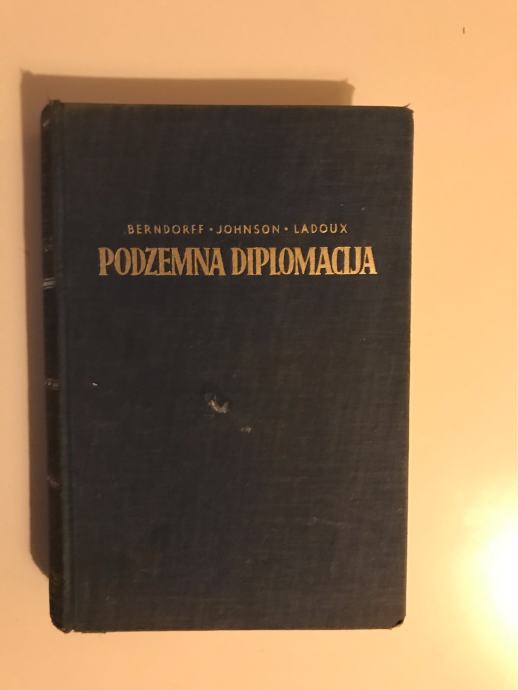 BERNDORFF • JOHNSON • LADOUX
PODZEMNA DIPLOMACIJA